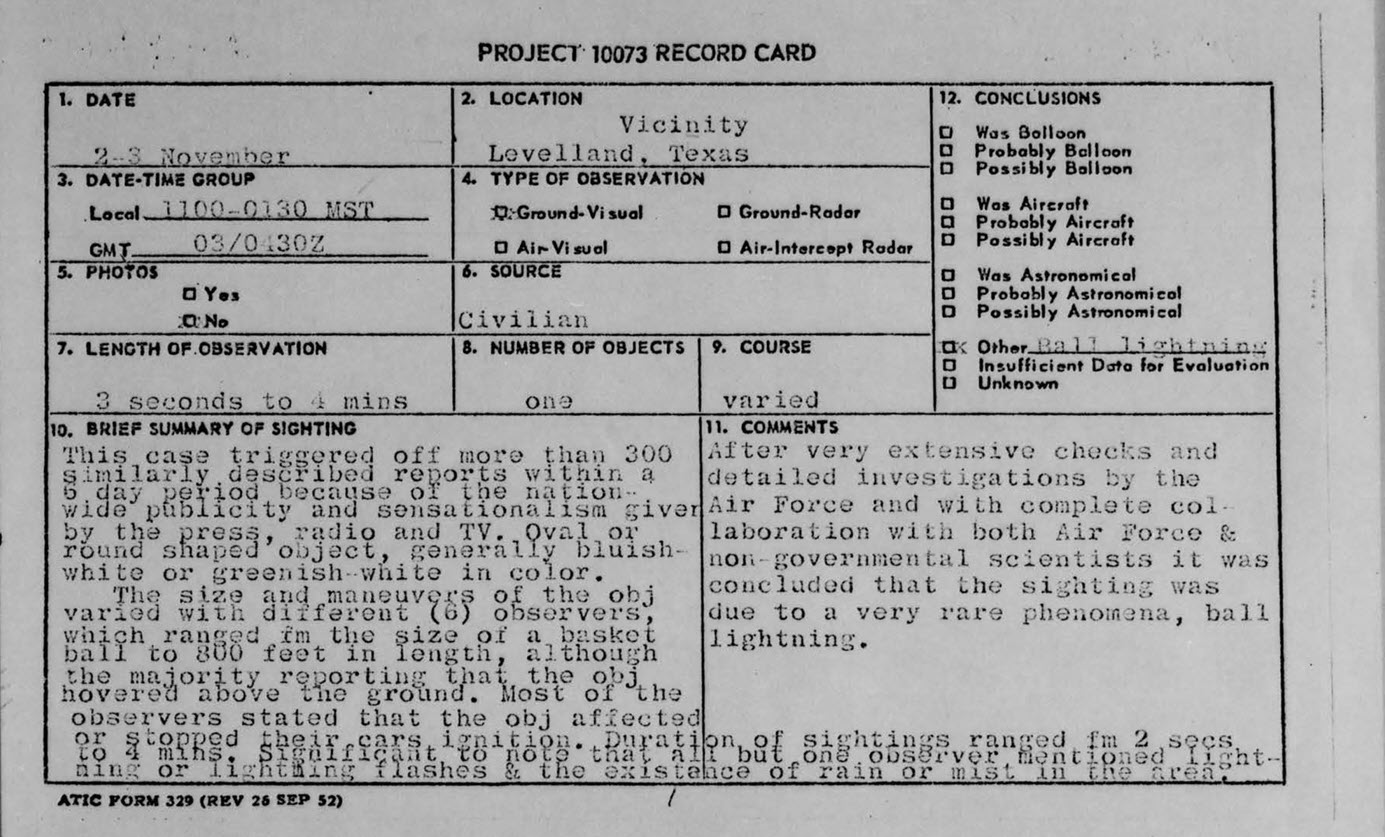 PROJECT 10073 RECORD CARD
1. DATE
2-3 November
2. LOCATION
Vicinity
Levelland, Texas
3. DATE-TIME GROUP
Local 1100-0130 MST
GMT 03/0430Z
4. TYPE OF OBSERVATION
Ground-Visual
Ground-Radar
Air-Visual
Air-Intercept Radar
5. PHOTOS
Yes
No
6. SOURCE
Civilian
7. LENGTH OF OBSERVATION
3 seconds to 4 mins
8. NUMBER OF OBJECTS
one
9. COURSE
varied
12. CONCLUSIONS
Was Balloon
Probably Balloon
Possibly Balloon
Was Aircraft
Probably Aircraft
Possibly Aircraft
Was Astronomical
Probably Astronomical
Possibly Astronomical
Other Ball lightning
Insufficient Data for Evaluation
Unknown
10. BRIEF SUMMARY OF SIGHTING
This case triggered off more than 300
similarly described reports within a
day period because of the nation-
wide publicity and sensationalism given
by the press, radio and TV. Oval or
round shaped object, generally bluish-
white or greenish-white in color.
The size and maneuvers of the obj
varied with different (6) observers,
which ranged fm the size of a basket
ball to 800 feet in length, although
the majority reporting that the obj
hovered above the ground. Most of the
observers stated that the obj affected
or stopped their cars ignition. Duration of sightings ranged fm 2 secs
to 4 mins. Significant to note that all but one observer mentioned light-
ning or lightning flashes & the existence of rain or mist in the area.
11. COMMENTS
After very extensive checks and
detailed investigations by the
Air Force and with complete col-
laboration with both Air Force &
non-governmental scientists it was
concluded that the sighting was
due to a very rare phenomena, ball
lightning.
ATIC FORM 329 (REV 26 SEP 52)